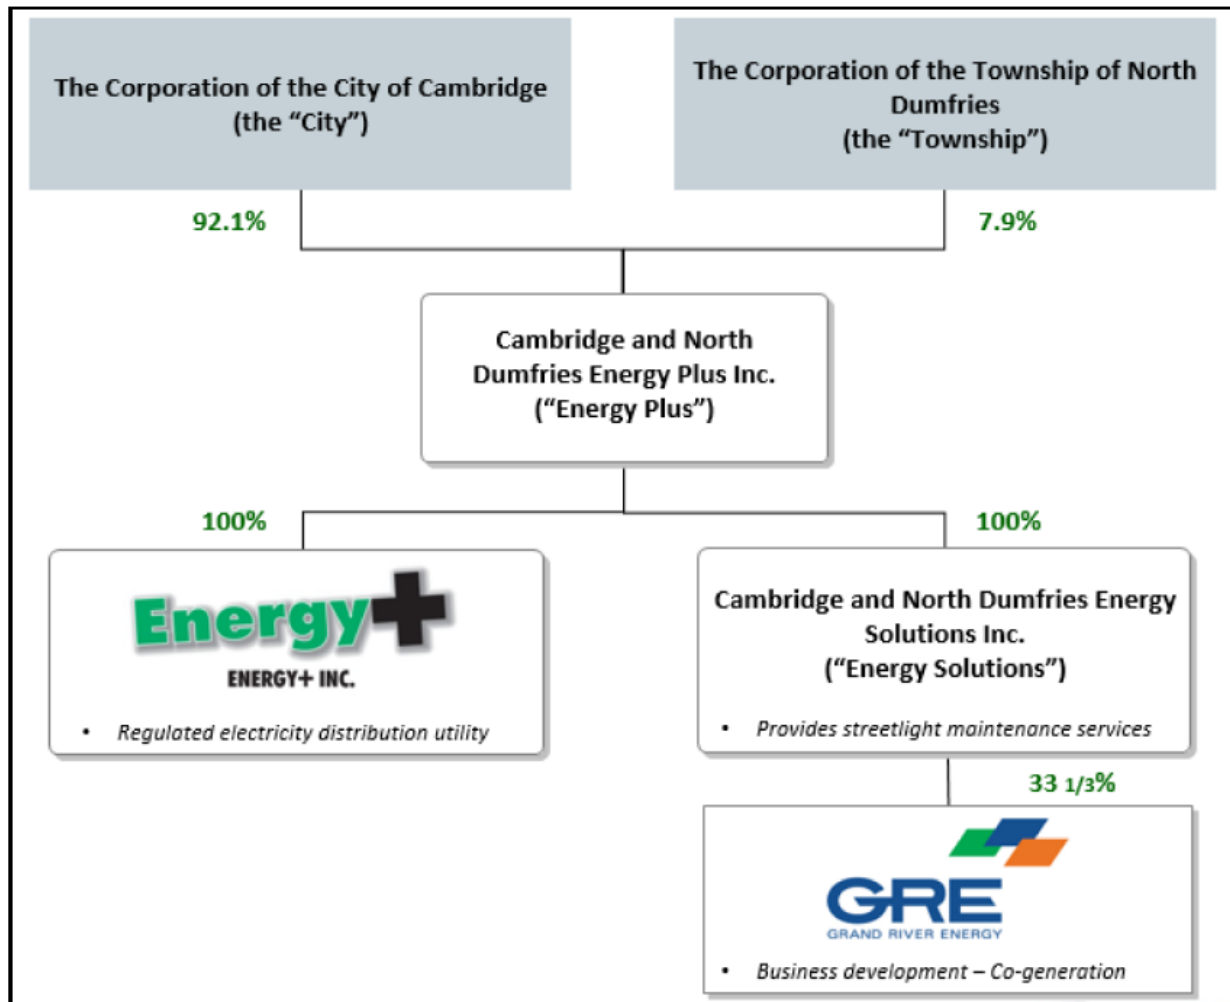 The Corporation of the City of Cambridge
(the “City”)
The Corporation of the Township of North
Dumfries
(the “Township”)
92.1%
7.9%
Cambridge and North
Dumfries Energy Plus Inc.
(“Energy Plus”)
100%
100%
Energy+
ENERGY+ INC.
• Regulated electricity distribution utility
Cambridge and North Dumfries Energy
Solutions Inc.
(“Energy Solutions”)
• Provides streetlight maintenance services
33 1/3%
GRE
GRAND RIVER ENERGY
• Business development – Co-generation